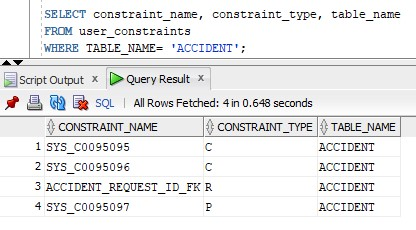 SELECT constraint_name, constraint_type, table_name
FROM user_constraints
WHERE TABLE_NAME= 'ACCIDENT';
Script Output x Query Result x
SQL | All Rows Fetched: 4 in 0.648 seconds
CONSTRAINT_NAME CONSTRAINT_TYPE TABLE_NAME
1 SYS_C0095095 C ACCIDENT
2 SYS_C0095096 C ACCIDENT
3 ACCIDENT_REQUEST_ID_FK R ACCIDENT
4 SYS_C0095097 P ACCIDENT